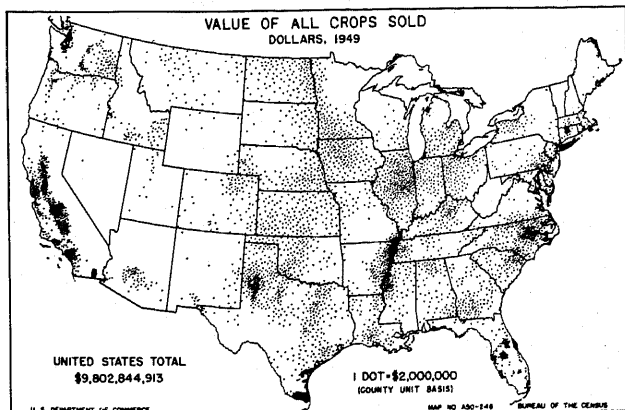 VALUE OF ALL CROPS SOLD
DOLLARS, 1949
UNITED STATES TOTAL
$9,802,844,913
1 DOT=$2,000,000
(COUNTY UNIT BASIS)
U. S. DEPARTMENT OF COMMERCE
MAP NO. A50-246
BUREAU OF THE CENSUS